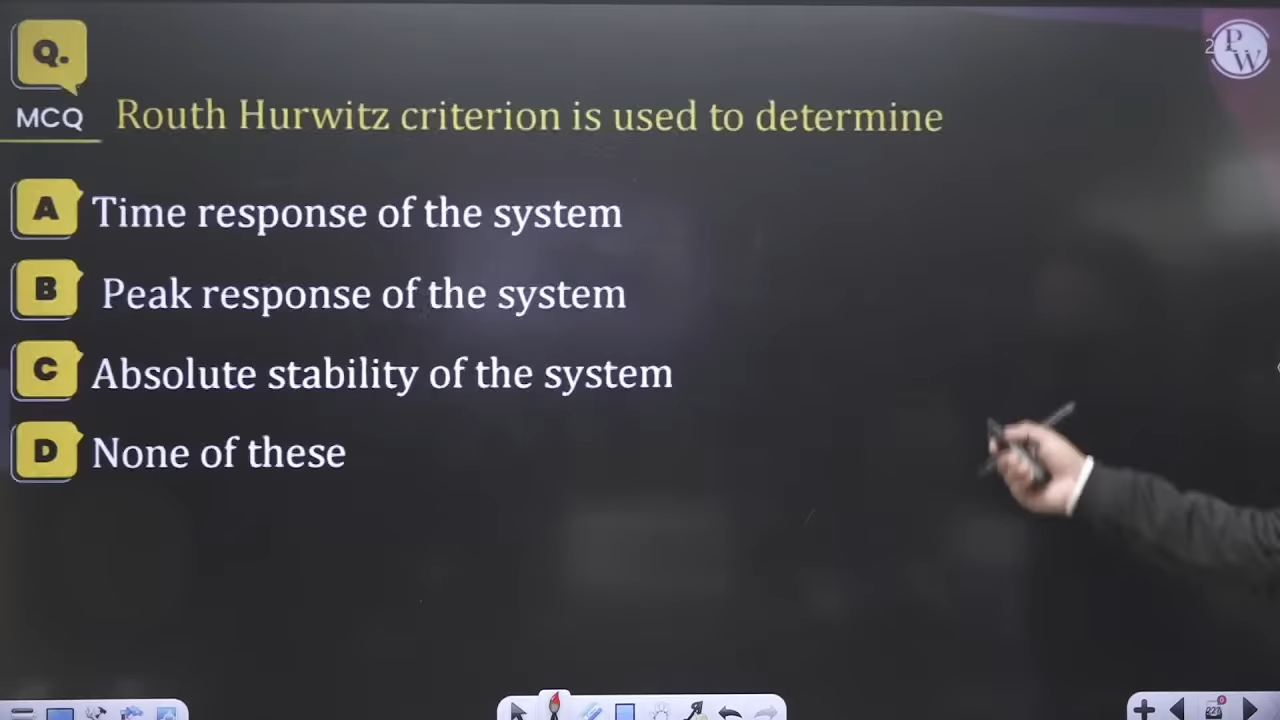 Q.
MCQ
Routh Hurwitz criterion is used to determine
A Time response of the system
B Peak response of the system
C Absolute stability of the system
D None of these
PW